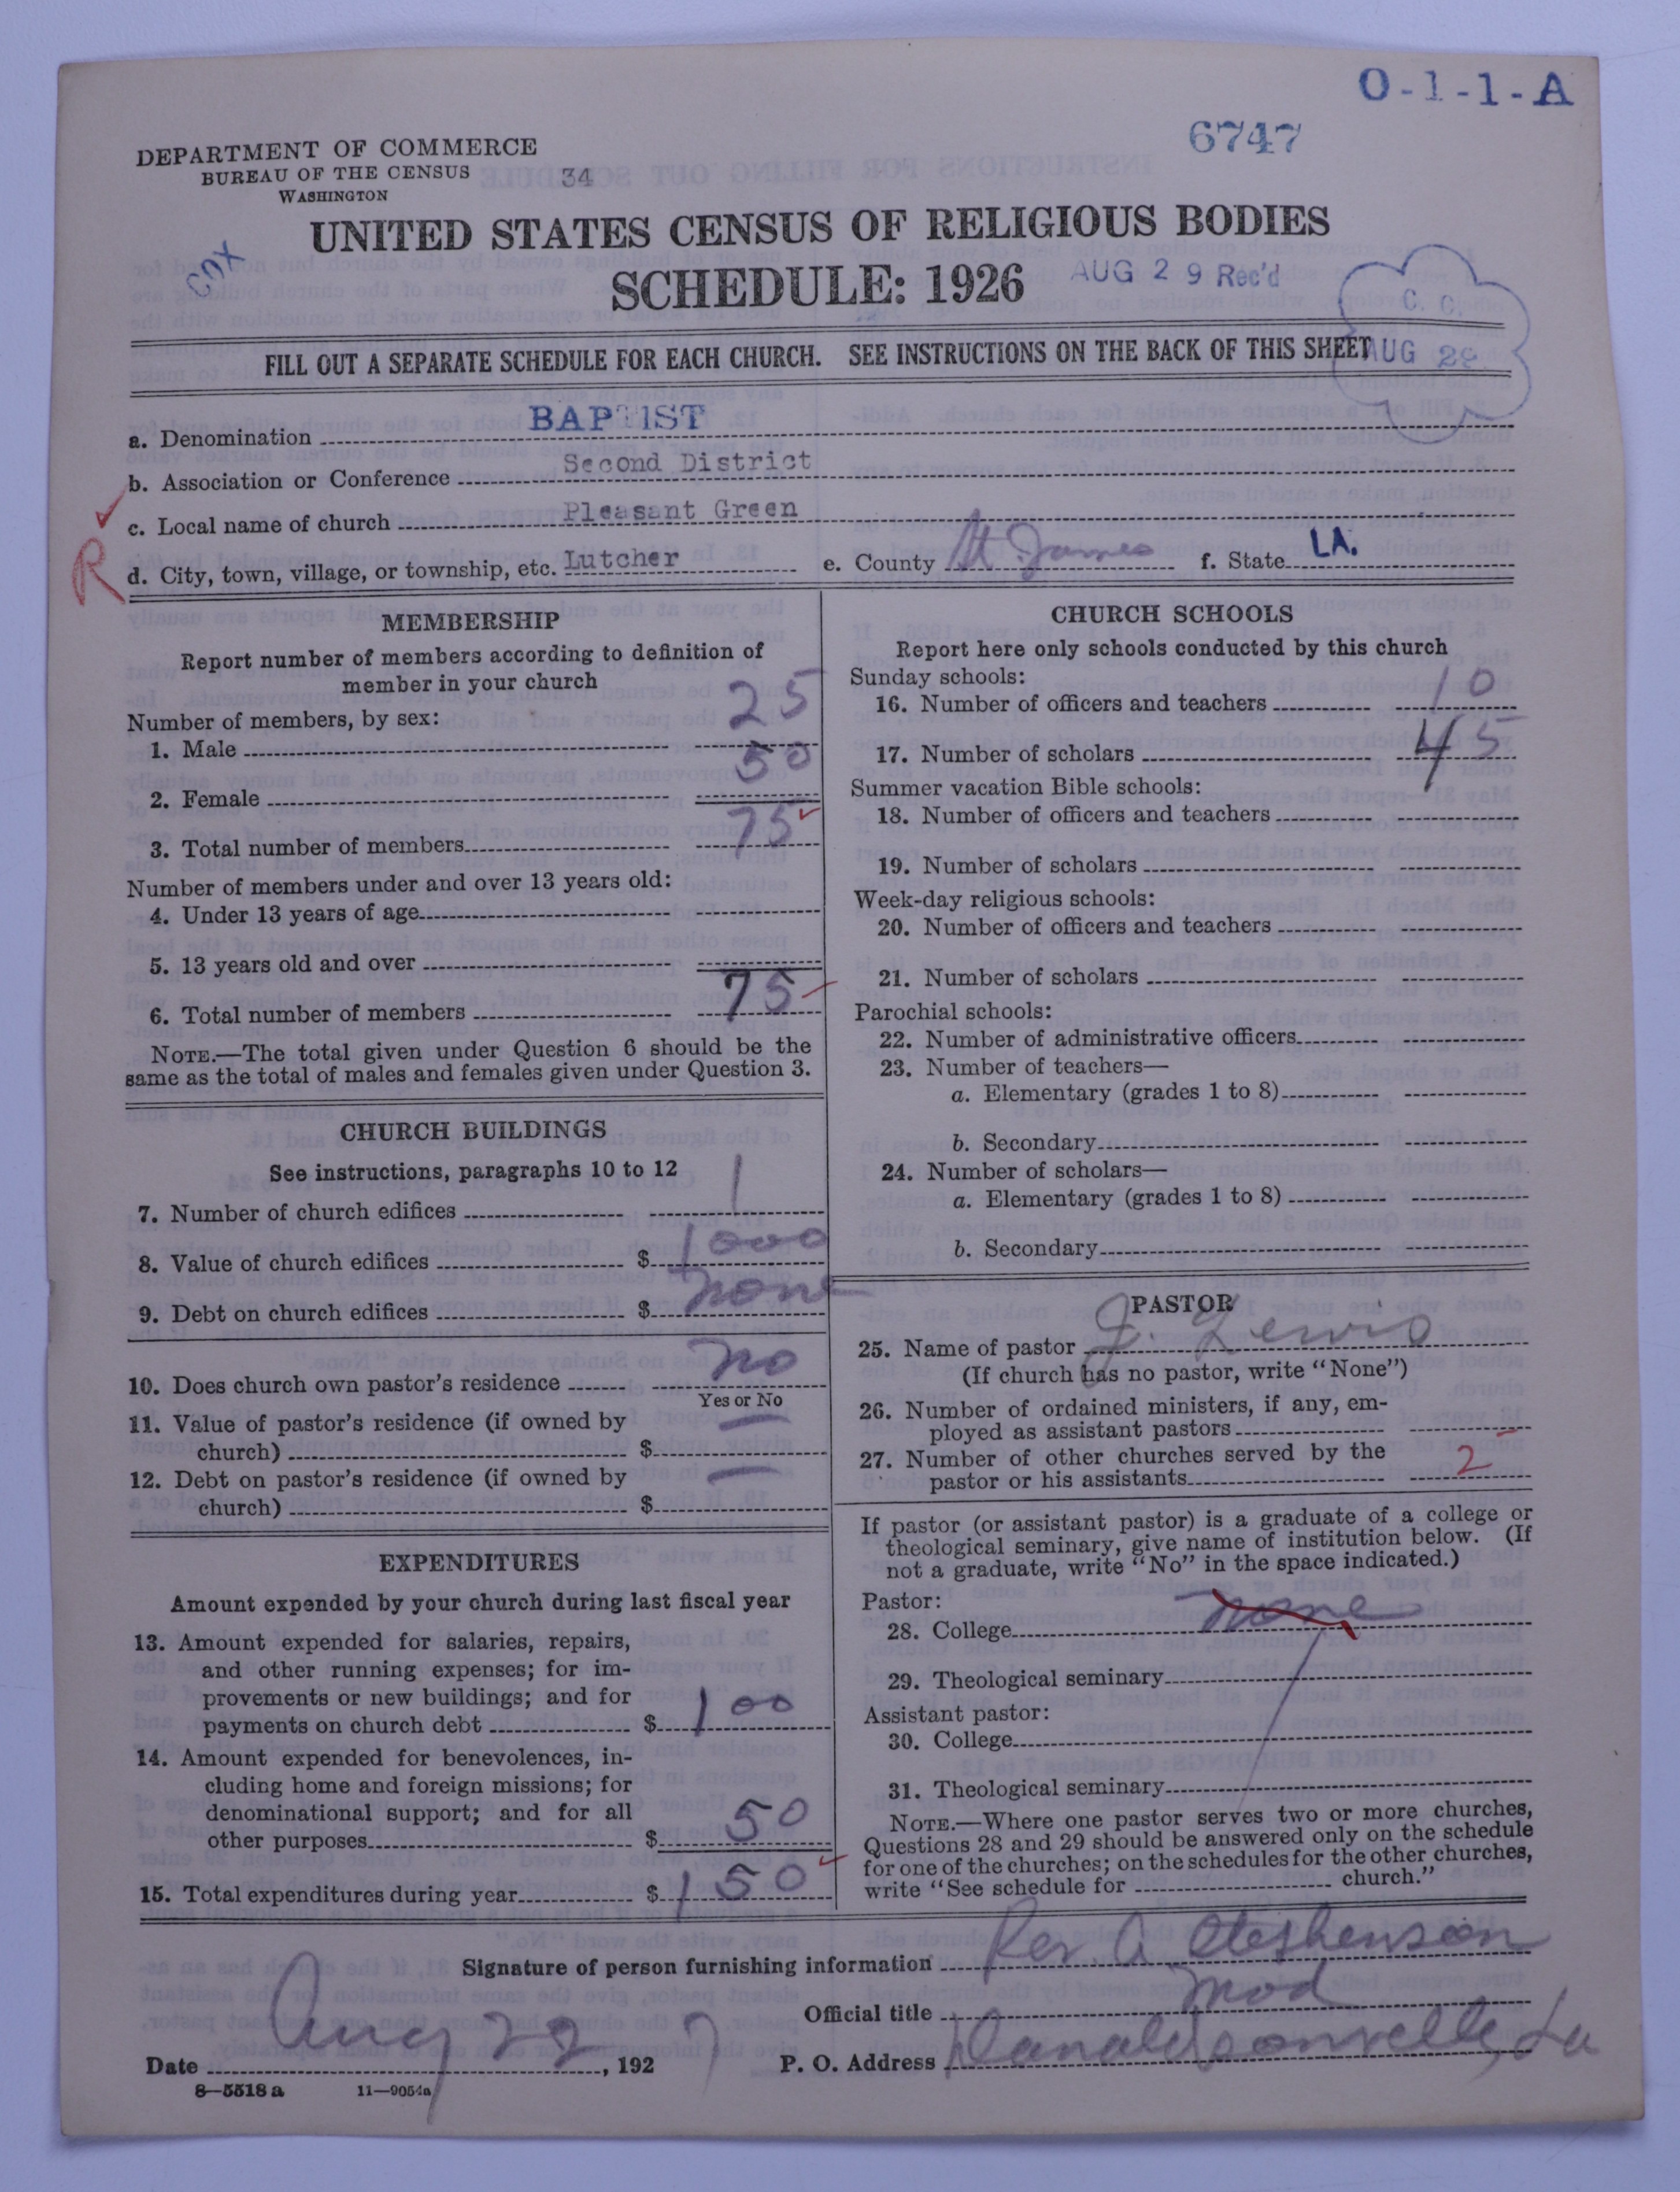 O-1-1-A
6747
DEPARTMENT OF COMMERCE
BUREAU OF THE CENSUS
WASHINGTON
34
UNITED STATES CENSUS OF RELIGIOUS BODIES
COX
SCHEDULE: 1926
AUG 29 Rec'd
C. C.
AUG 29
FILL OUT A SEPARATE SCHEDULE FOR EACH CHURCH. SEE INSTRUCTIONS ON THE BACK OF THIS SHEET
a. Denomination BAPTIST
b. Association or Conference Second District
c. Local name of church Pleasant Green
R
d. City, town, village, or township, etc. Lutcher e. County St James f. State LA.
MEMBERSHIP
Report number of members according to definition of
member in your church
Number of members, by sex:
1. Male 25
2. Female 50
3. Total number of members 75
Number of members under and over 13 years old:
4. Under 13 years of age
5. 13 years old and over
6. Total number of members 75
NOTE.—The total given under Question 6 should be the
same as the total of males and females given under Question 3.
CHURCH BUILDINGS
See instructions, paragraphs 10 to 12
7. Number of church edifices 1
8. Value of church edifices $ 1000
9. Debt on church edifices $ none
10. Does church own pastor's residence no
Yes or No
11. Value of pastor's residence (if owned by
church) $ —
12. Debt on pastor's residence (if owned by
church) $ —
EXPENDITURES
Amount expended by your church during last fiscal year
13. Amount expended for salaries, repairs,
and other running expenses; for im-
provements or new buildings; and for
payments on church debt $ 100
14. Amount expended for benevolences, in-
cluding home and foreign missions; for
denominational support; and for all
other purposes $ 50
15. Total expenditures during year $ 150
CHURCH SCHOOLS
Report here only schools conducted by this church
Sunday schools:
16. Number of officers and teachers 10
17. Number of scholars 45
Summer vacation Bible schools:
18. Number of officers and teachers
19. Number of scholars
Week-day religious schools:
20. Number of officers and teachers
21. Number of scholars
Parochial schools:
22. Number of administrative officers
23. Number of teachers—
a. Elementary (grades 1 to 8)
b. Secondary
24. Number of scholars—
a. Elementary (grades 1 to 8)
b. Secondary
PASTOR
25. Name of pastor J. Lewis
(If church has no pastor, write "None")
26. Number of ordained ministers, if any, em-
ployed as assistant pastors
27. Number of other churches served by the
pastor or his assistants 2
If pastor (or assistant pastor) is a graduate of a college or
theological seminary, give name of institution below. (If
not a graduate, write "No" in the space indicated.)
Pastor:
28. College none
29. Theological seminary
Assistant pastor:
30. College
31. Theological seminary
NOTE.—Where one pastor serves two or more churches,
Questions 28 and 29 should be answered only on the schedule
for one of the churches; on the schedules for the other churches,
write "See schedule for church."
Signature of person furnishing information Rev. A Stephenson
Official title Mod
Date Aug 22, 1927 P. O. Address Donaldsonville, La
8—5518 a 11—9054a